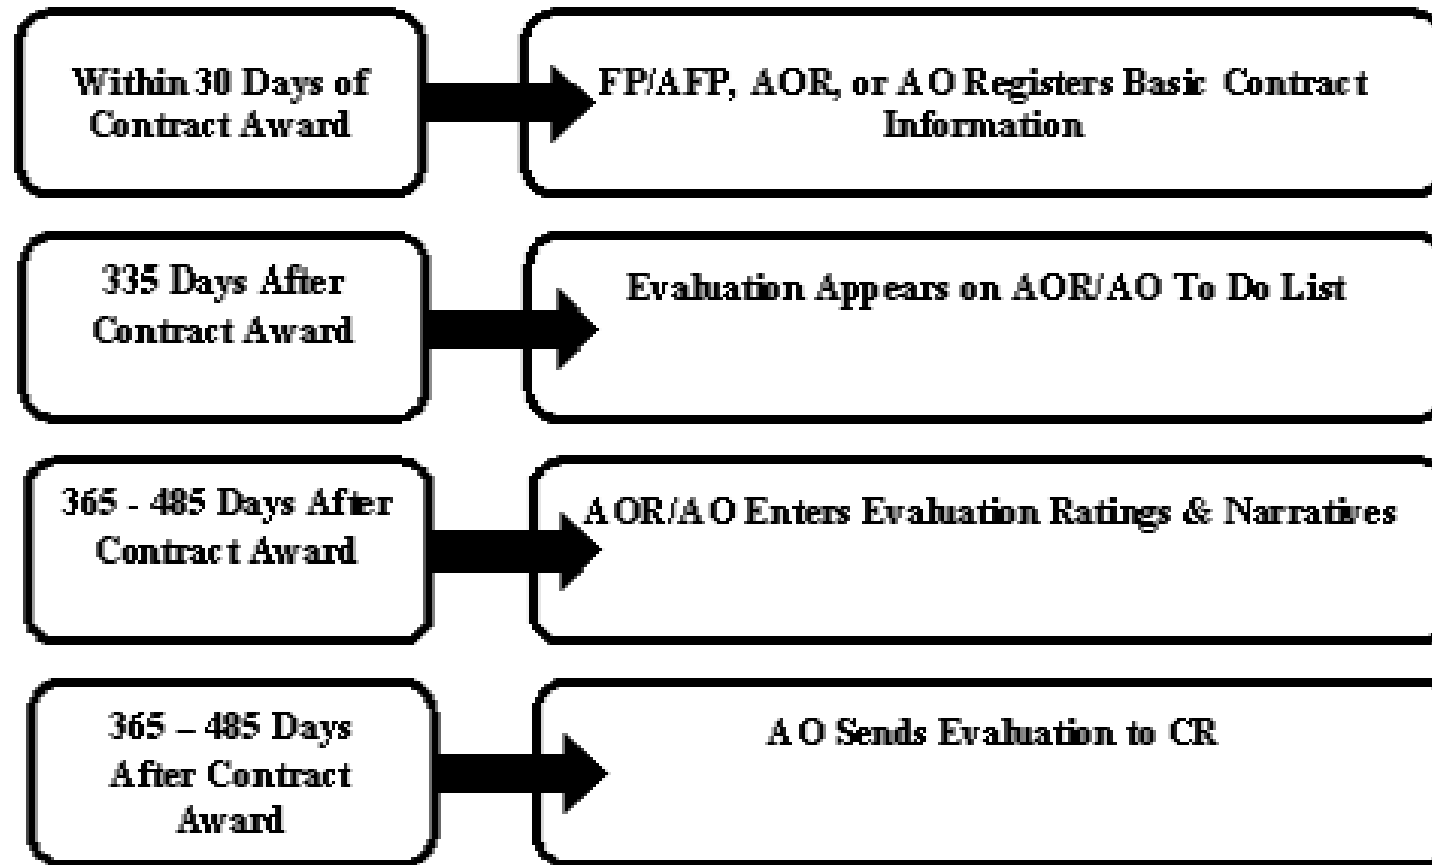 Within 30 Days of
Contract Award
FP/AFP, AOR, or AO Registers Basic Contract
Information
335 Days After
Contract Award
Evaluation Appears on AOR/AO To Do List
365 - 485 Days After
Contract Award
AOR/AO Enters Evaluation Ratings & Narratives
365 – 485 Days
After Contract
Award
AO Sends Evaluation to CR